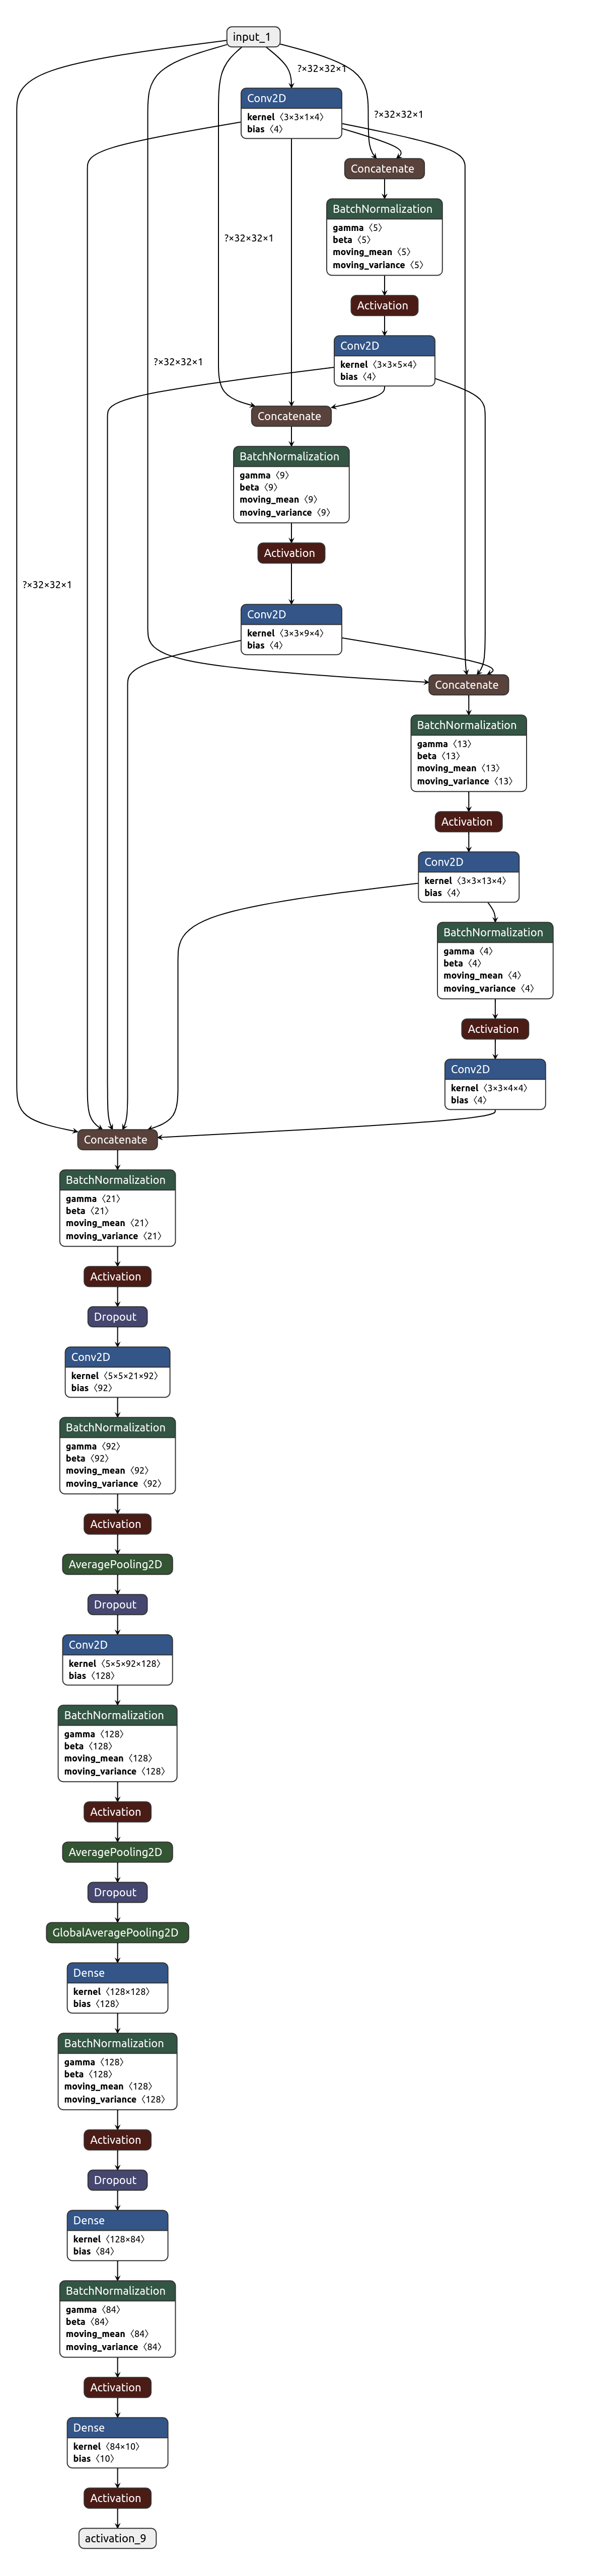 input_1
?×32×32×1
Conv2D
kernel 〈3×3×1×4〉
bias 〈4〉
?×32×32×1
Concatenate
BatchNormalization
gamma 〈5〉
beta 〈5〉
moving_mean 〈5〉
moving_variance 〈5〉
?×32×32×1
Activation
Conv2D
kernel 〈3×3×5×4〉
bias 〈4〉
?×32×32×1
Concatenate
BatchNormalization
gamma 〈9〉
beta 〈9〉
moving_mean 〈9〉
moving_variance 〈9〉
Activation
?×32×32×1
Conv2D
kernel 〈3×3×9×4〉
bias 〈4〉
Concatenate
BatchNormalization
gamma 〈13〉
beta 〈13〉
moving_mean 〈13〉
moving_variance 〈13〉
Activation
Conv2D
kernel 〈3×3×13×4〉
bias 〈4〉
BatchNormalization
gamma 〈4〉
beta 〈4〉
moving_mean 〈4〉
moving_variance 〈4〉
Activation
Conv2D
kernel 〈3×3×4×4〉
bias 〈4〉
Concatenate
BatchNormalization
gamma 〈21〉
beta 〈21〉
moving_mean 〈21〉
moving_variance 〈21〉
Activation
Dropout
Conv2D
kernel 〈5×5×21×92〉
bias 〈92〉
BatchNormalization
gamma 〈92〉
beta 〈92〉
moving_mean 〈92〉
moving_variance 〈92〉
Activation
AveragePooling2D
Dropout
Conv2D
kernel 〈5×5×92×128〉
bias 〈128〉
BatchNormalization
gamma 〈128〉
beta 〈128〉
moving_mean 〈128〉
moving_variance 〈128〉
Activation
AveragePooling2D
Dropout
GlobalAveragePooling2D
Dense
kernel 〈128×128〉
bias 〈128〉
BatchNormalization
gamma 〈128〉
beta 〈128〉
moving_mean 〈128〉
moving_variance 〈128〉
Activation
Dropout
Dense
kernel 〈128×84〉
bias 〈84〉
BatchNormalization
gamma 〈84〉
beta 〈84〉
moving_mean 〈84〉
moving_variance 〈84〉
Activation
Dense
kernel 〈84×10〉
bias 〈10〉
Activation
activation_9